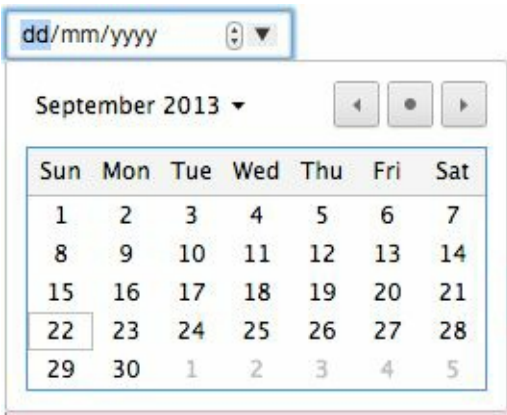 dd/mm/yyyy
September 2013
Sun Mon Tue Wed Thu Fri Sat
1 2 3 4 5 6 7
8 9 10 11 12 13 14
15 16 17 18 19 20 21
22 23 24 25 26 27 28
29 30 1 2 3 4 5